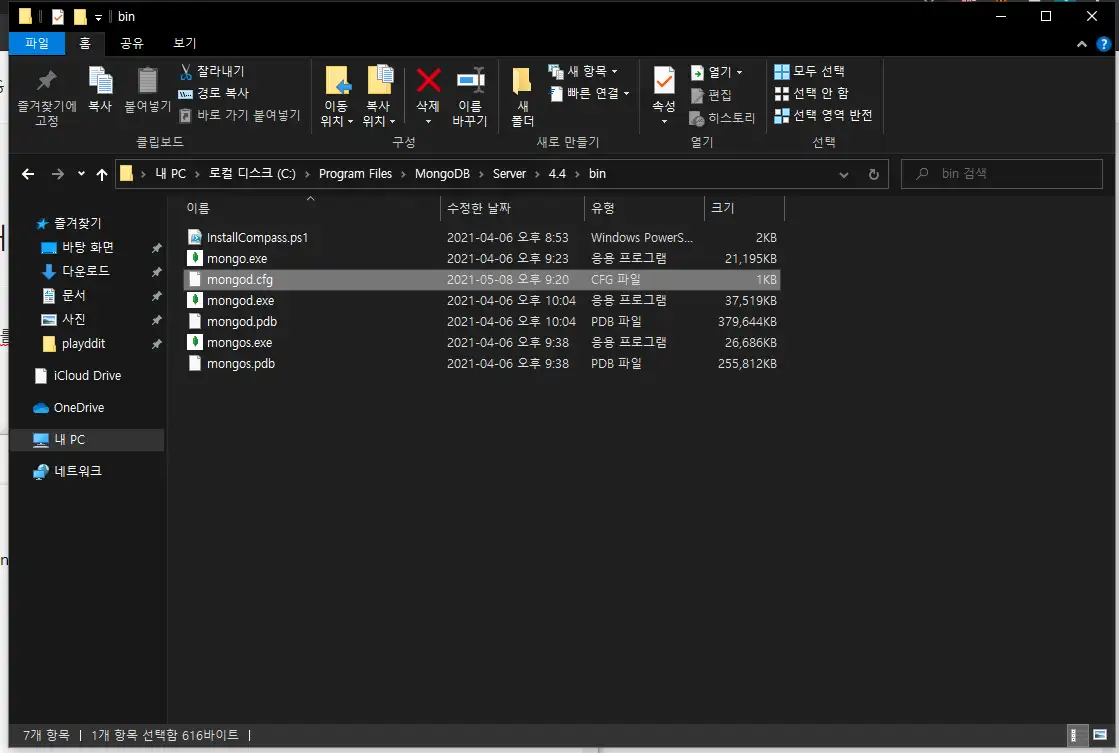 bin
파일 홈 공유 보기
즐겨찾기에 고정
복사
붙여넣기
잘라내기
경로 복사
바로 가기 붙여넣기
클립보드
이동 위치
복사 위치
삭제
이름 바꾸기
구성
새 폴더
새 항목
빠른 연결
새로 만들기
속성
열기
편집
히스토리
열기
모두 선택
선택 안 함
선택 영역 반전
선택
내 PC > 로컬 디스크 (C:) > Program Files > MongoDB > Server > 4.4 > bin
bin 검색
즐겨찾기
바탕 화면
다운로드
문서
사진
playddit
iCloud Drive
OneDrive
내 PC
네트워크
이름 수정한 날짜 유형 크기
InstallCompass.ps1 2021-04-06 오후 8:53 Windows PowerS... 2KB
mongo.exe 2021-04-06 오후 9:23 응용 프로그램 21,195KB
mongod.cfg 2021-05-08 오후 9:20 CFG 파일 1KB
mongod.exe 2021-04-06 오후 10:04 응용 프로그램 37,519KB
mongod.pdb 2021-04-06 오후 10:04 PDB 파일 379,644KB
mongos.exe 2021-04-06 오후 9:38 응용 프로그램 26,686KB
mongos.pdb 2021-04-06 오후 9:38 PDB 파일 255,812KB
7개 항목 | 1개 항목 선택함 616바이트 |